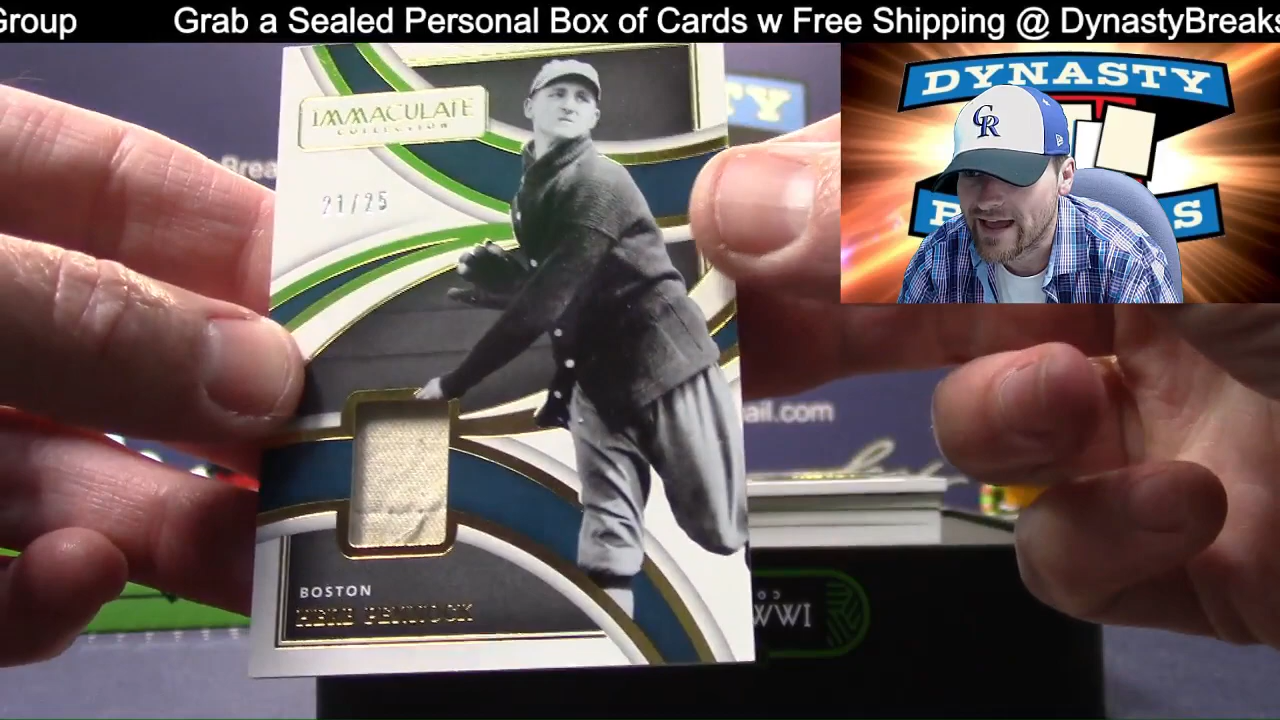 Group Grab a Sealed Personal Box of Cards w Free Shipping @ DynastyBreaks
IMMACULATE
COLLECTION
21/25
BOSTON
HERB PENNOCK
DYNASTY
CR
S
ail.com